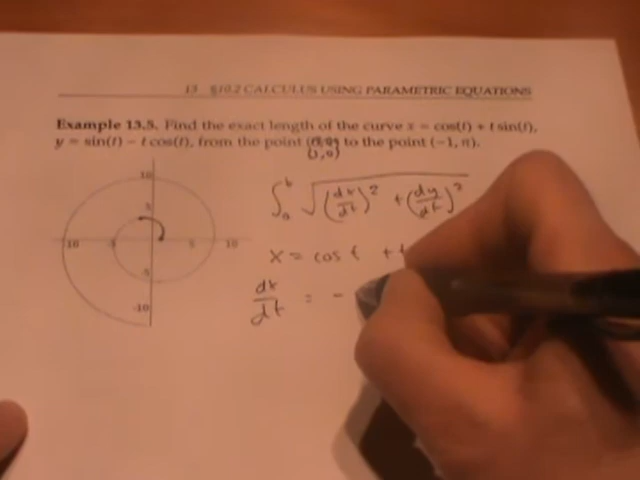 13 §10.2 CALCULUS USING PARAMETRIC EQUATIONS
Example 13.5. Find the exact length of the curve x = cos(t) + t sin(t),
y = sin(t) − t cos(t), from the point to the point (−1, π).
(1,0)
10
5
10
5
10
-5
-10
∫ₐᵇ √(dx/dt)² + (dy/dt)²
x = cos t + t
dx/dt = -